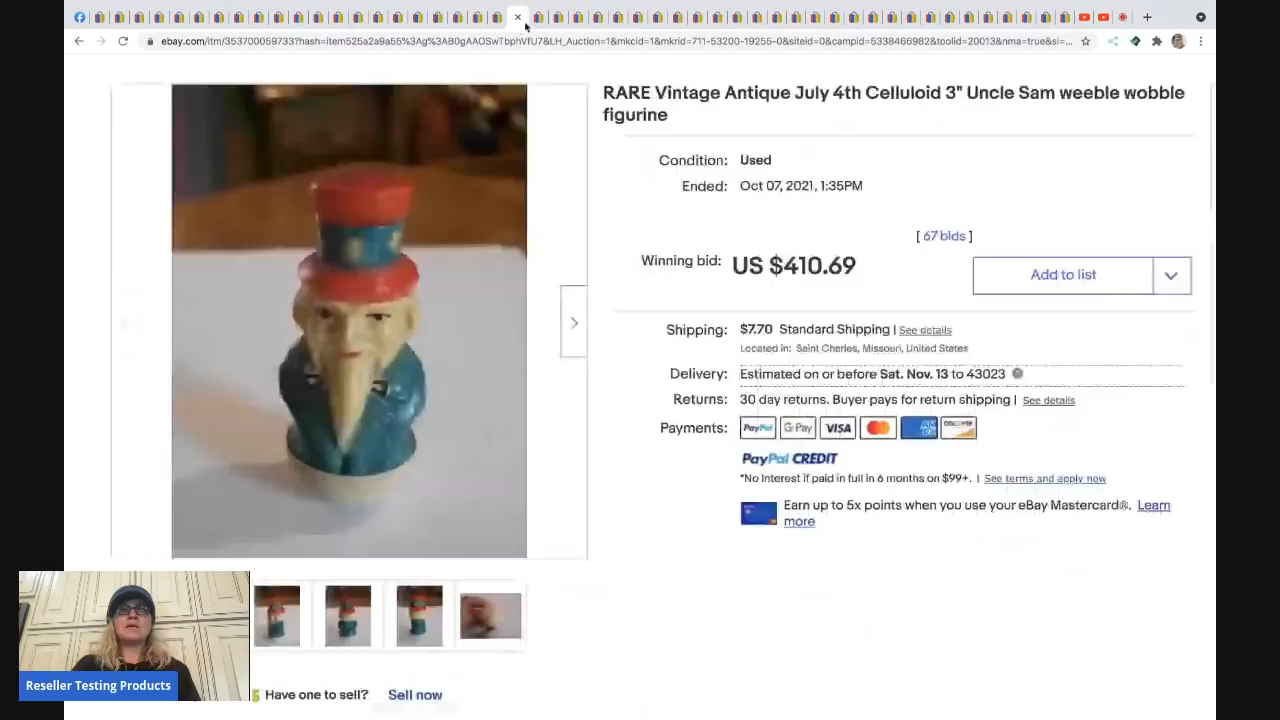 ebay.com/itm/353700059733?hash=item525a2a9a55%3Ag%3AB0gAAOSwTbphVfU7&LH_Auction=1&mkcid=1&mkrid=711-53200-19255-0&siteid=0&campid=5338466982&toolid=20013&nma=true&si=...
RARE Vintage Antique July 4th Celluloid 3" Uncle Sam weeble wobble
figurine
Condition: Used
Ended: Oct 07, 2021, 1:35PM
[ 67 bids ]
Winning bid: US $410.69
Add to list
Shipping: $7.70 Standard Shipping | See details
Located in: Saint Charles, Missouri, United States
Delivery: Estimated on or before Sat. Nov. 13 to 43023
Returns: 30 day returns. Buyer pays for return shipping | See details
Payments: PayPal G Pay VISA DISCOVER
PayPal CREDIT
*No Interest if paid in full in 6 months on $99+. | See terms and apply now
Earn up to 5x points when you use your eBay Mastercard®. Learn
more
Reseller Testing Products
Have one to sell? Sell now